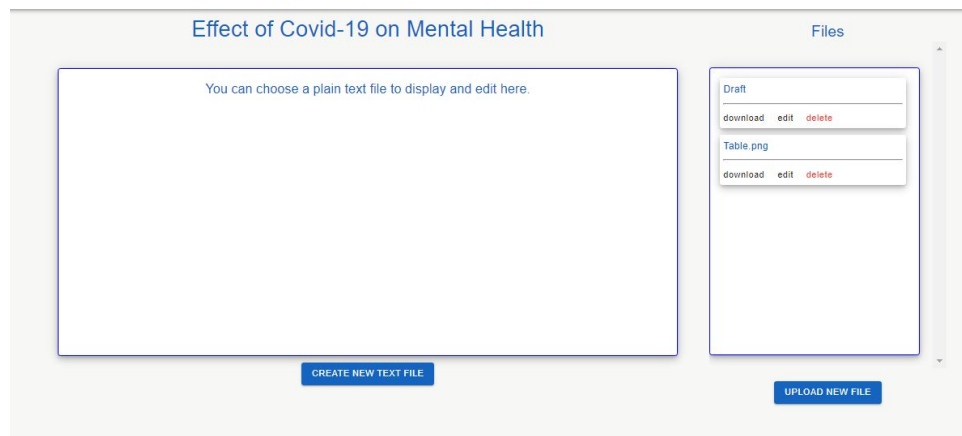 Effect of Covid-19 on Mental Health
You can choose a plain text file to display and edit here.
CREATE NEW TEXT FILE
Files
Draft
download edit delete
Table.png
download edit delete
UPLOAD NEW FILE